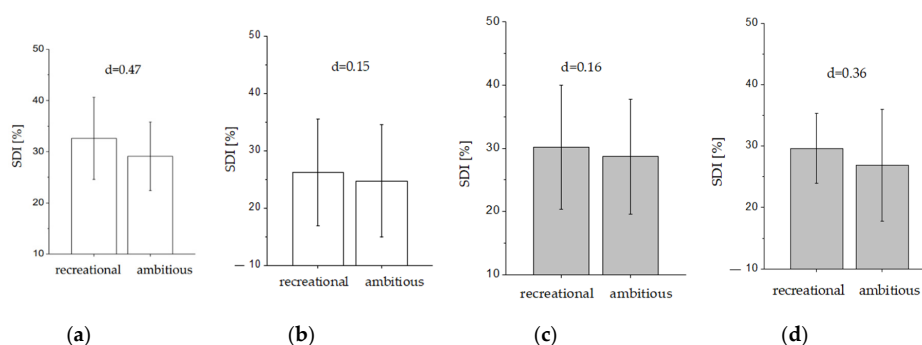 50
40
30
20
10
SDI [%]
d=0.47
recreational ambitious
(a)
50
40
30
20
10
SDI [%]
d=0.15
recreational ambitious
(b)
50
40
30
20
10
SDI [%]
d=0.16
recreational ambitious
(c)
50
40
30
20
10
SDI [%]
d=0.36
recreational ambitious
(d)